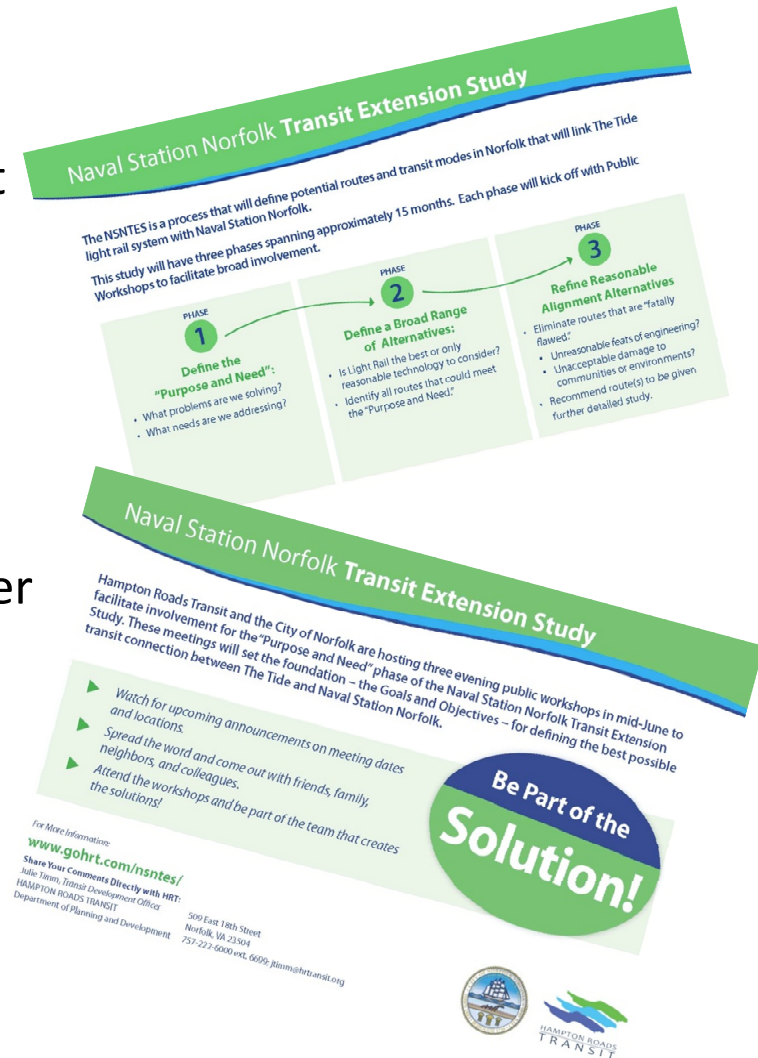 t
Naval Station Norfolk Transit Extension Study
The NSNTES is a process that will define potential routes and transit modes in Norfolk that will link The Tide
light rail system with Naval Station Norfolk.
This study will have three phases spanning approximately 15 months. Each phase will kick off with Public
Workshops to facilitate broad involvement.
PHASE
1
Define the
"Purpose and Need":
• What problems are we solving?
• What needs are we addressing?
PHASE
2
Define a Broad Range
of Alternatives:
• Is Light Rail the best or only
reasonable technology to consider?
• Identify all routes that could meet
the "Purpose and Need."
PHASE
3
Refine Reasonable
Alignment Alternatives
• Eliminate routes that are "fatally
flawed."
• Unreasonable feats of engineering?
• Unacceptable damage to
communities or environments?
• Recommend route(s) to be given
further detailed study.
er
Naval Station Norfolk Transit Extension Study
Hampton Roads Transit and the City of Norfolk are hosting three evening public workshops in mid-June to
facilitate involvement for the "Purpose and Need" phase of the Naval Station Norfolk Transit Extension
Study. These meetings will set the foundation – the Goals and Objectives – for defining the best possible
transit connection between The Tide and Naval Station Norfolk.
Watch for upcoming announcements on meeting dates
and locations.
Spread the word and come out with friends, family,
neighbors, and colleagues.
Attend the workshops and be part of the team that creates
the solutions!
Be Part of the
Solution!
For More Information:
www.gohrt.com/nsntes/
Share Your Comments Directly with HRT:
Julie Timm, Transit Development Officer
HAMPTON ROADS TRANSIT
Department of Planning and Development
509 East 18th Street
Norfolk, VA 23504
757-222-6000 ext. 6699; jtimm@hrtransit.org
HAMPTON ROADS
TRANSIT